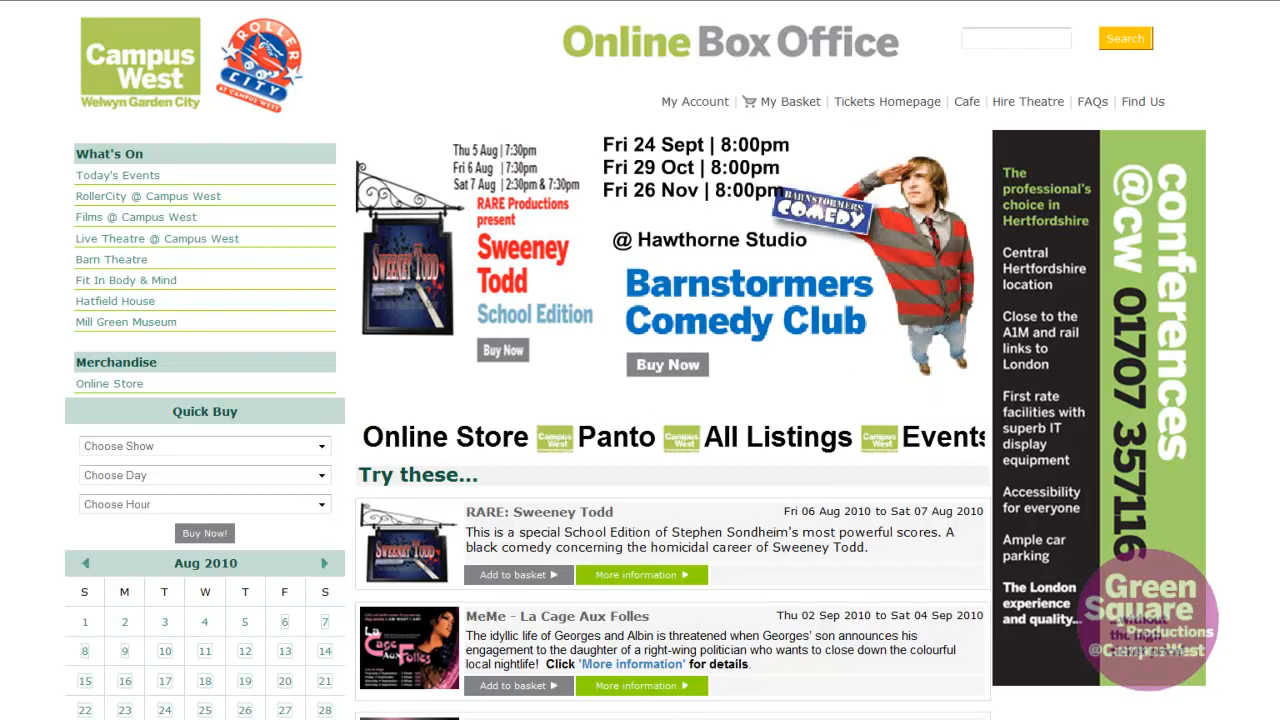 Campus
West
Welwyn Garden City
ROLLER
CITY
AT CAMPUS WEST
Online Box Office
Search
My Account | My Basket | Tickets Homepage | Cafe | Hire Theatre | FAQs | Find Us
What's On
Today's Events
RollerCity @ Campus West
Films @ Campus West
Live Theatre @ Campus West
Barn Theatre
Fit In Body & Mind
Hatfield House
Mill Green Museum
Merchandise
Online Store
Quick Buy
Choose Show
Choose Day
Choose Hour
Buy Now!
Aug 2010
S M T W T F S
1 2 3 4 5 6 7
8 9 10 11 12 13 14
15 17 18 19 20 21
22 23 24 25 26 27 28
Thu 5 Aug | 7:30pm
Fri 6 Aug | 7:30pm
Sat 7 Aug | 2:30pm & 7:30pm
RARE Productions
present
Sweeney
Todd
School Edition
Buy Now
SWEENEY TODD
Fri 24 Sept | 8:00pm
Fri 29 Oct | 8:00pm
Fri 26 Nov | 8:00pm
BARNSTORMERS
COMEDY
@ Hawthorne Studio
Barnstormers
Comedy Club
Buy Now
Online Store Campus West Panto Campus West All Listings Campus West Events
Try these...
RARE: Sweeney Todd Fri 06 Aug 2010 to Sat 07 Aug 2010
This is a special School Edition of Stephen Sondheim's most powerful scores. A
black comedy concerning the homicidal career of Sweeney Todd.
Add to basket More information
MeMe - La Cage Aux Folles Thu 02 Sep 2010 to Sat 04 Sep 2010
The idyllic life of Georges and Albin is threatened when Georges' son announces his
engagement to the daughter of a right-wing politician who wants to close down the colourful
local nightlife! Click 'More information' for details.
Add to basket More information
La
Cage
Aux
Folles
The
professional's
choice in
Hertfordshire
Central
Hertfordshire
location
Close to the
A1M and rail
links to
London
First rate
facilities with
superb IT
display
equipment
Accessibility
for everyone
Ample car
parking
The London
experience
and quality...
conferences
@cw 01707 357116
Green
Square
Productions
@CampusWest